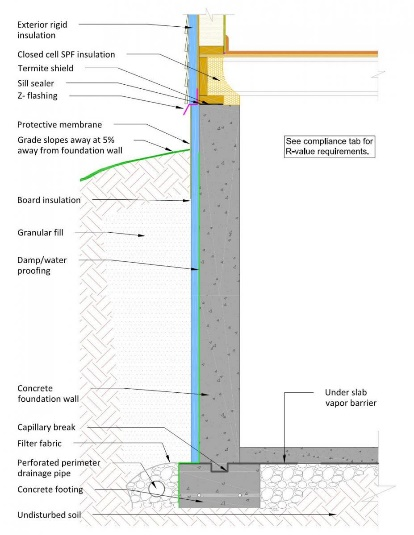 Exterior rigid
insulation
Closed cell SPF insulation
Termite shield
Sill sealer
Z- flashing
Protective membrane
Grade slopes away at 5%
away from foundation wall
See compliance tab for
R-value requirements.
Board insulation
Granular fill
Damp/water
proofing
Concrete
foundation wall
Under slab
vapor barrier
Capillary break
Filter fabric
Perforated perimeter
drainage pipe
Concrete footing
Undisturbed soil